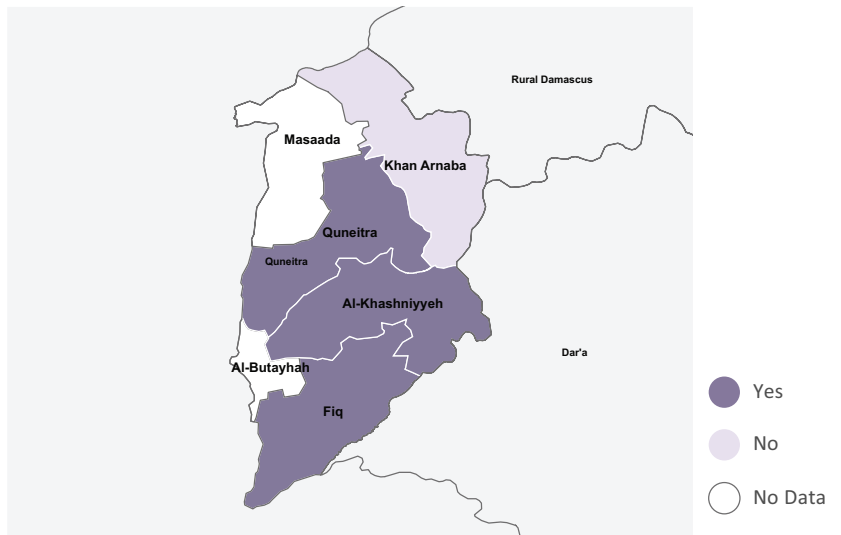 Rural Damascus
Masaada
Khan Arnaba
Quneitra
Quneitra
Al-Khashniyyeh
Dar'a
Al-Butayhah
Fiq
Yes
No
No Data